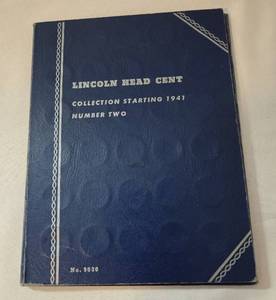 LINCOLN HEAD CENT
COLLECTION STARTING 1941
NUMBER TWO
No. 9030